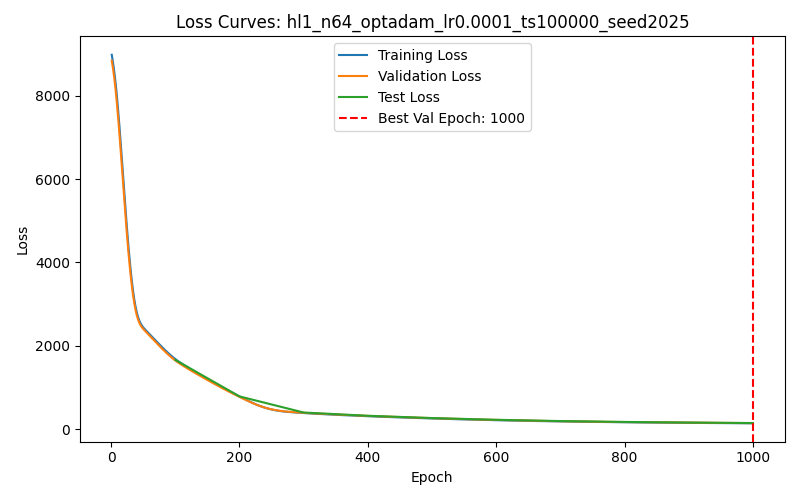 Loss Curves: hl1_n64_optadam_lr0.0001_ts100000_seed2025
Training Loss
Validation Loss
Test Loss
Best Val Epoch: 1000
Loss
8000
6000
4000
2000
0
0 200 400 600 800 1000
Epoch